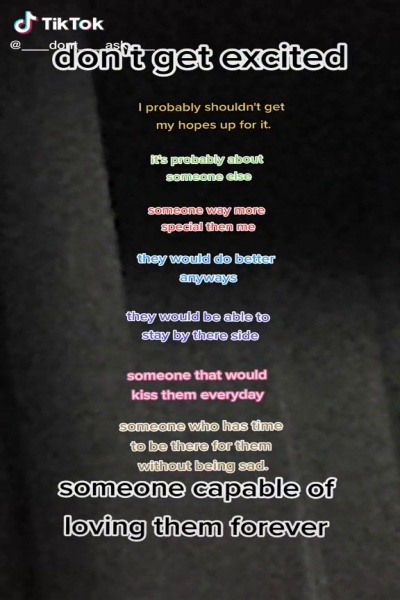 TikTok
@____dont____ask____
don't get excited
I probably shouldn't get
my hopes up for it.
it's probably about
someone else
someone way more
special then me
they would do better
anyways
they would be able to
stay by there side
someone that would
kiss them everyday
someone who has time
to be there for them
without being sad.
someone capable of
loving them forever